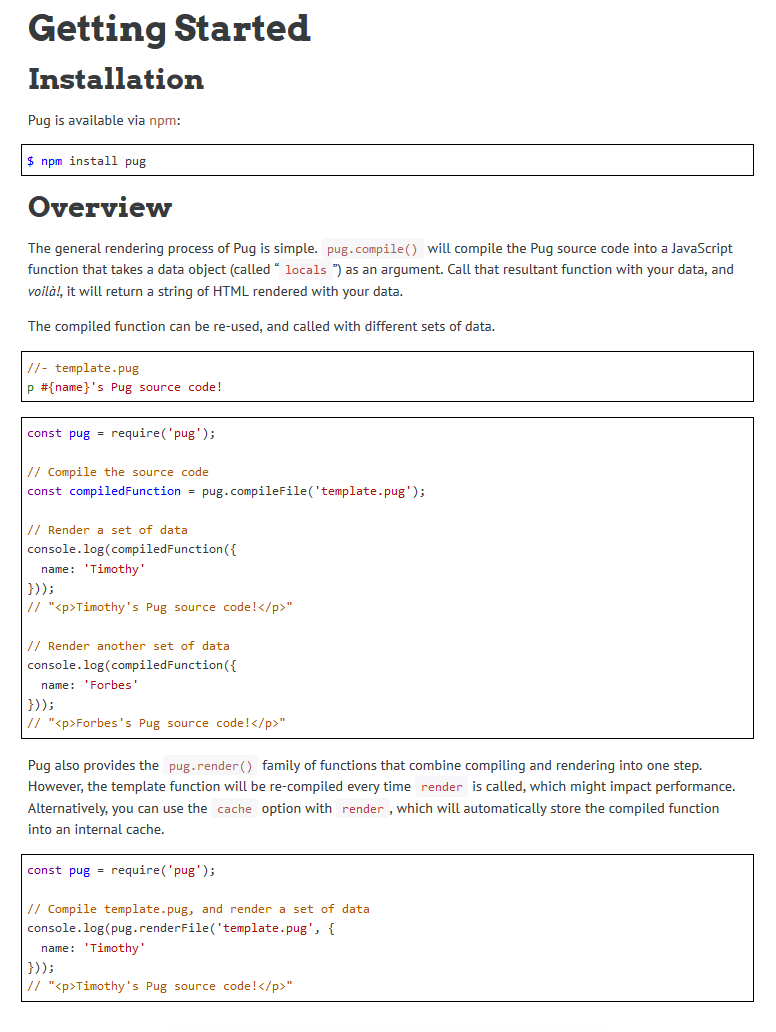 Getting Started
Installation
Pug is available via npm:
$ npm install pug
Overview
The general rendering process of Pug is simple. pug.compile() will compile the Pug source code into a JavaScript
function that takes a data object (called “ locals ”) as an argument. Call that resultant function with your data, and
voilà!, it will return a string of HTML rendered with your data.
The compiled function can be re-used, and called with different sets of data.
//- template.pug
p #{name}'s Pug source code!
const pug = require('pug');
// Compile the source code
const compiledFunction = pug.compileFile('template.pug');
// Render a set of data
console.log(compiledFunction({
  name: 'Timothy'
}));
// "<p>Timothy's Pug source code!</p>"
// Render another set of data
console.log(compiledFunction({
  name: 'Forbes'
}));
// "<p>Forbes's Pug source code!</p>"
Pug also provides the pug.render() family of functions that combine compiling and rendering into one step.
However, the template function will be re-compiled every time render is called, which might impact performance.
Alternatively, you can use the cache option with render , which will automatically store the compiled function
into an internal cache.
const pug = require('pug');
// Compile template.pug, and render a set of data
console.log(pug.renderFile('template.pug', {
  name: 'Timothy'
}));
// "<p>Timothy's Pug source code!</p>"